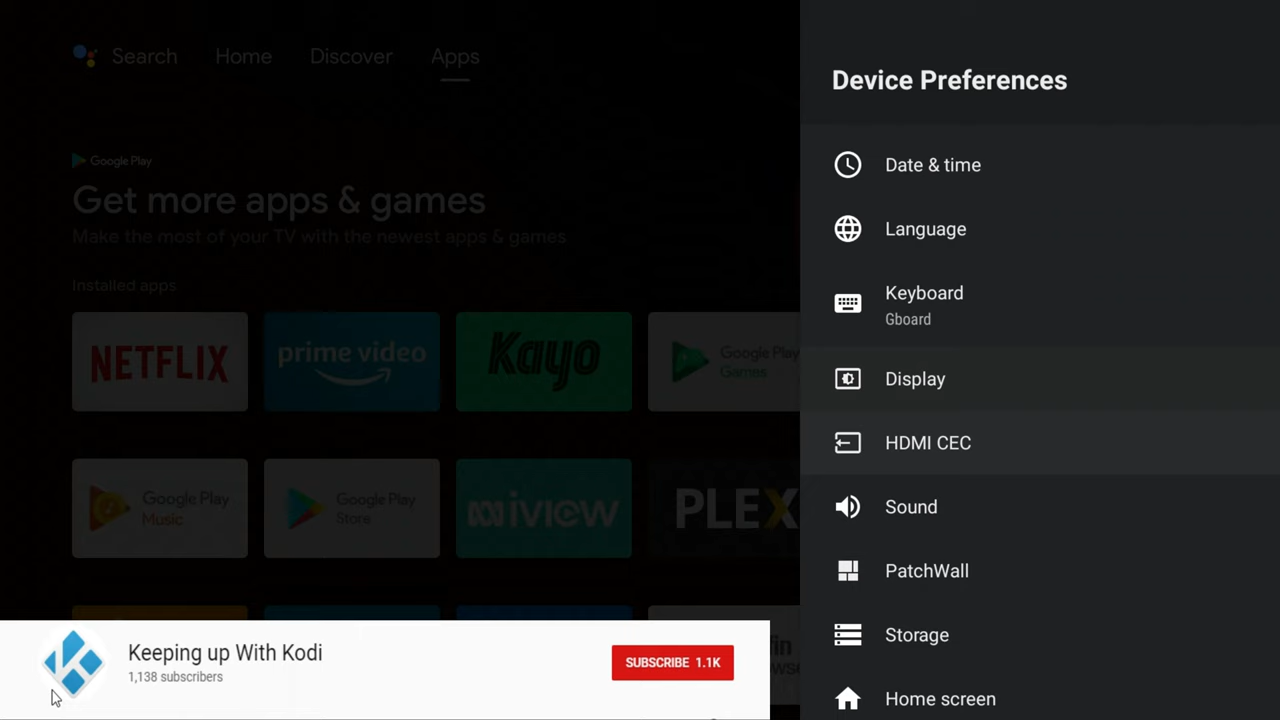 Search Home Discover Apps
Google Play
Get more apps & games
Make the most of your TV with the newest apps & games
Installed apps
NETFLIX
prime video
Kayo
Google Play
Games
Google Play
Music
Google Play
Store
iview
PLEX
Device Preferences
Date & time
Language
Keyboard
Gboard
Display
HDMI CEC
Sound
PatchWall
Storage
Home screen
Keeping up With Kodi
1,138 subscribers
SUBSCRIBE 1.1K